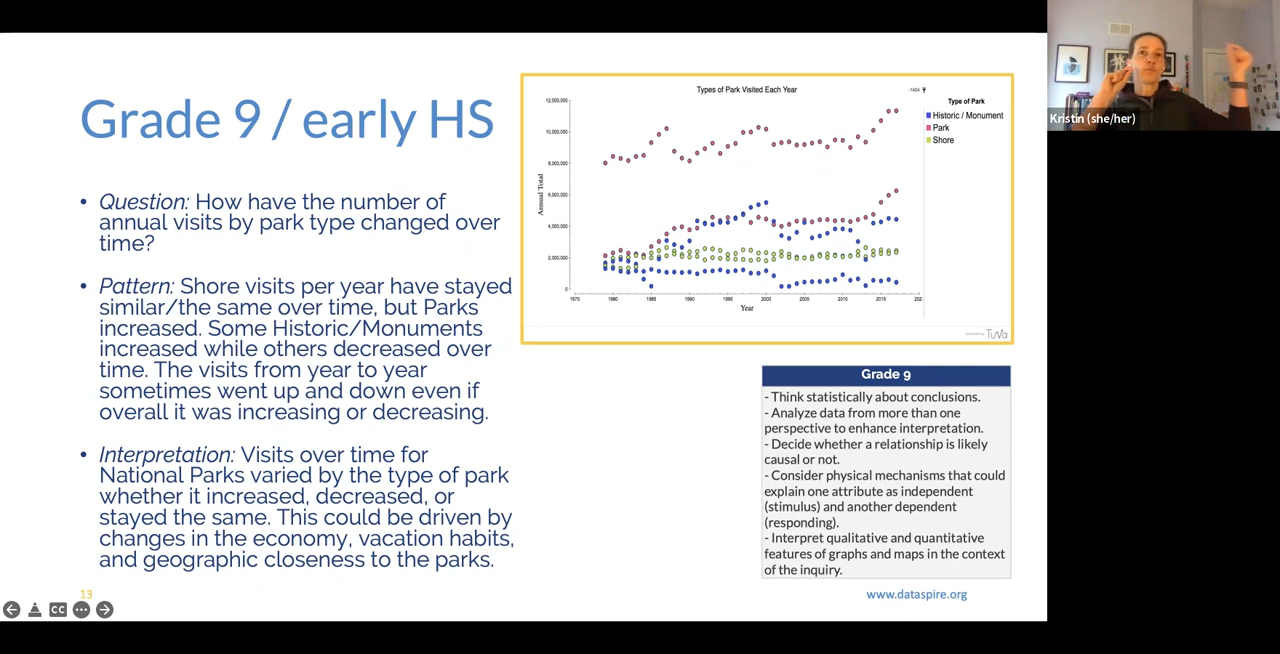 Grade 9 / early HS
• Question: How have the number of
annual visits by park type changed over
time?
• Pattern: Shore visits per year have stayed
similar/the same over time, but Parks
increased. Some Historic/Monuments
increased while others decreased over
time. The visits from year to year
sometimes went up and down even if
overall it was increasing or decreasing.
• Interpretation: Visits over time for
National Parks varied by the type of park
whether it increased, decreased, or
stayed the same. This could be driven by
changes in the economy, vacation habits,
and geographic closeness to the parks.
13
CC
Types of Park Visited Each Year
Type of Park
Historic / Monument
Park
Shore
Annual Total
12,000,000
10,000,000
8,000,000
6,000,000
4,000,000
2,000,000
0
1975 1980 1985 1990 1995 2000 2005 2010 2015 202
Year
powered by TUVA
Grade 9
- Think statistically about conclusions.
- Analyze data from more than one
perspective to enhance interpretation.
- Decide whether a relationship is likely
causal or not.
- Consider physical mechanisms that could
explain one attribute as independent
(stimulus) and another dependent
(responding).
- Interpret qualitative and quantitative
features of graphs and maps in the context
of the inquiry.
www.dataspire.org
Kristin (she/her)